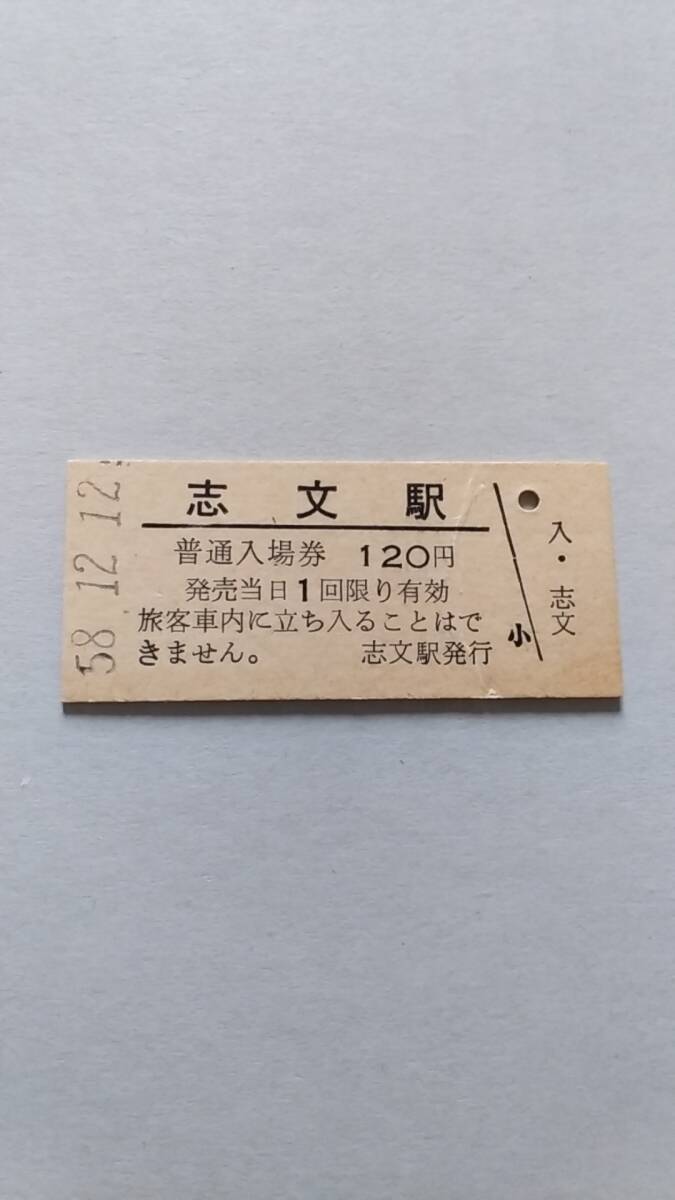 58.12.12
志文駅
普通入場券 120円
発売当日1回限り有効
旅客車内に立ち入ることはで
きません。 志文駅発行
小
入・志文